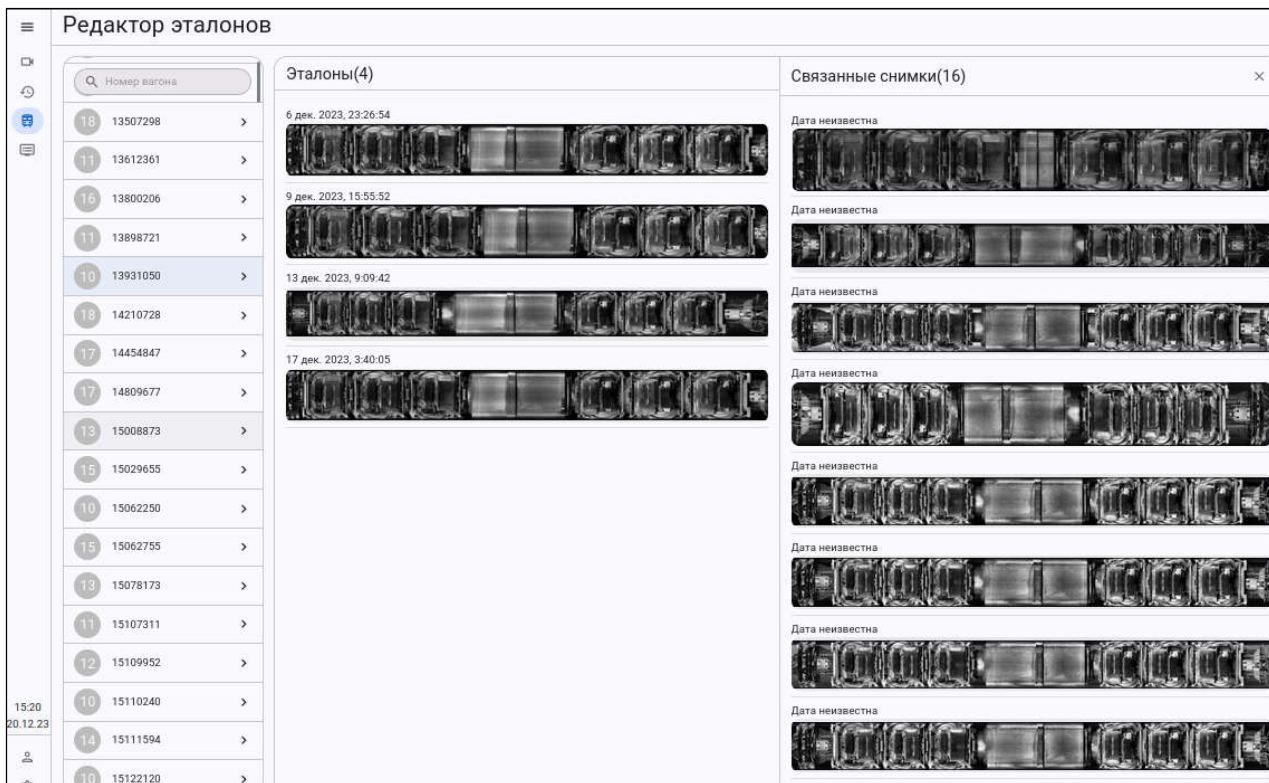 Редактор эталонов
Номер вагона
18 13507298
11 13612361
16 13800206
11 13898721
10 13931050
18 14210728
17 14454847
17 14809677
13 15008873
15 15029655
10 15062250
15 15062755
13 15078173
11 15107311
12 15109952
10 15110240
14 15111594
10 15122120
15:20
20.12.23
Эталоны(4)
6 дек. 2023, 23:26:54
9 дек. 2023, 15:55:52
13 дек. 2023, 9:09:42
17 дек. 2023, 3:40:05
Связанные снимки(16)
Дата неизвестна
Дата неизвестна
Дата неизвестна
Дата неизвестна
Дата неизвестна
Дата неизвестна
Дата неизвестна
Дата неизвестна